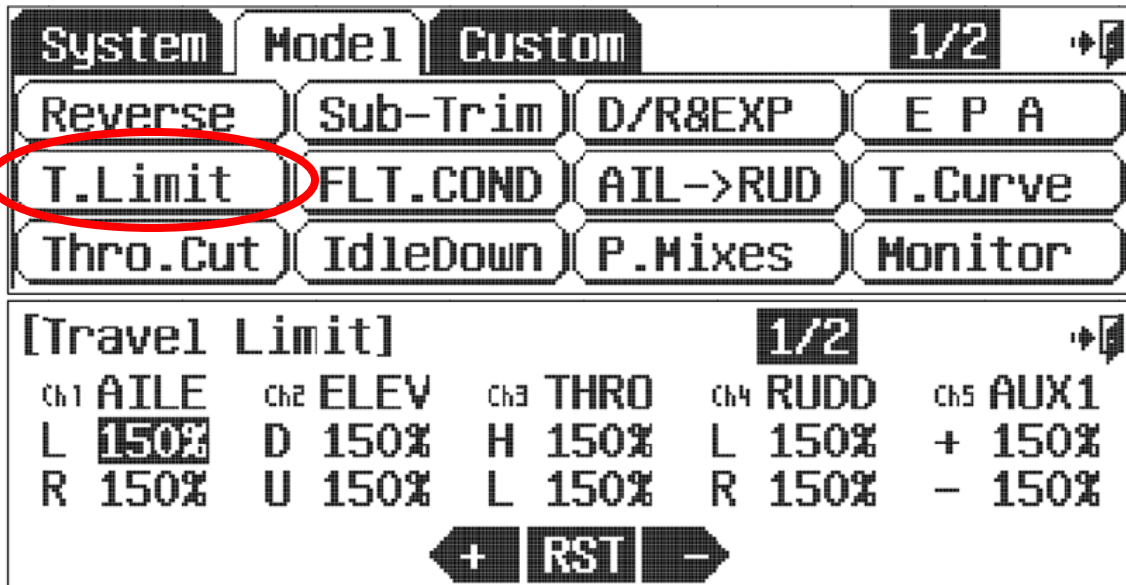 System Model Custom 1/2
Reverse Sub-Trim D/R&EXP E P A
T.Limit FLT.COND AIL->RUD T.Curve
Thro.Cut IdleDown P.Mixes Monitor
[Travel Limit] 1/2
Ch1 AILE Ch2 ELEV Ch3 THRO Ch4 RUDD Ch5 AUX1
L 150% D 150% H 150% L 150% + 150%
R 150% U 150% L 150% R 150% - 150%
+ RST -